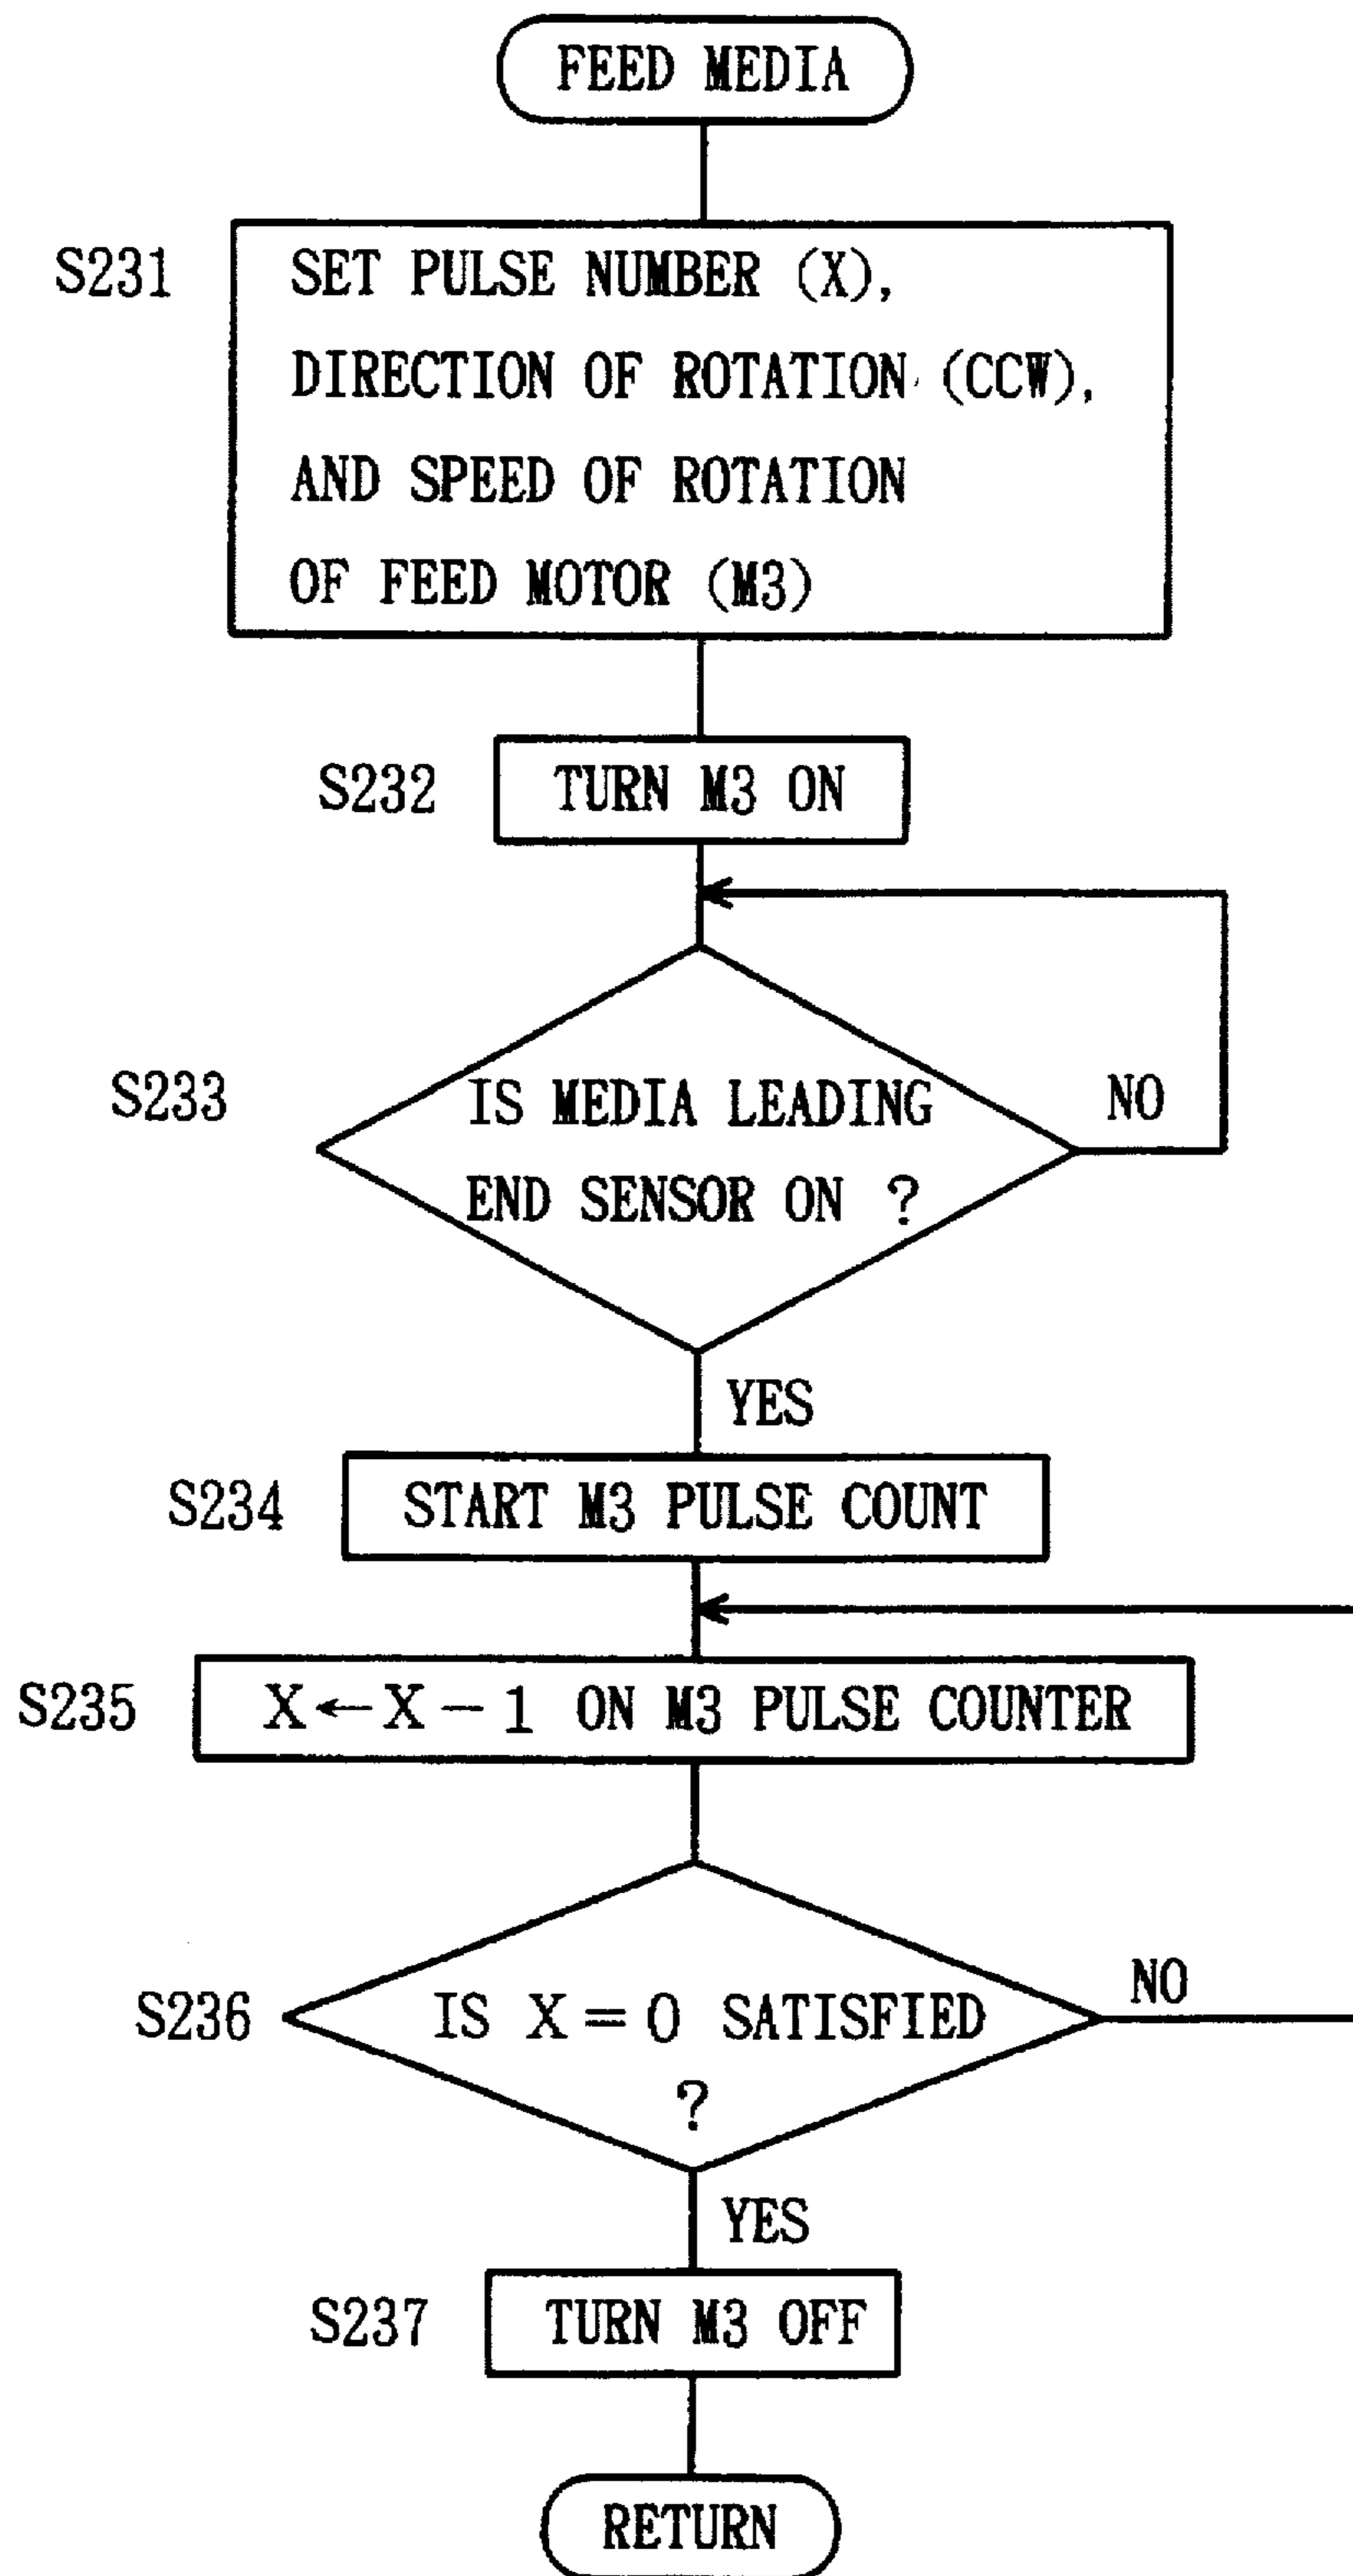 FEED MEDIA
S231
SET PULSE NUMBER (X),
DIRECTION OF ROTATION (CCW),
AND SPEED OF ROTATION
OF FEED MOTOR (M3)
S232
TURN M3 ON
S233
IS MEDIA LEADING
END SENSOR ON ?
NO
YES
S234
START M3 PULSE COUNT
S235
X←X−1 ON M3 PULSE COUNTER
S236
IS X=0 SATISFIED
?
NO
YES
S237
TURN M3 OFF
RETURN